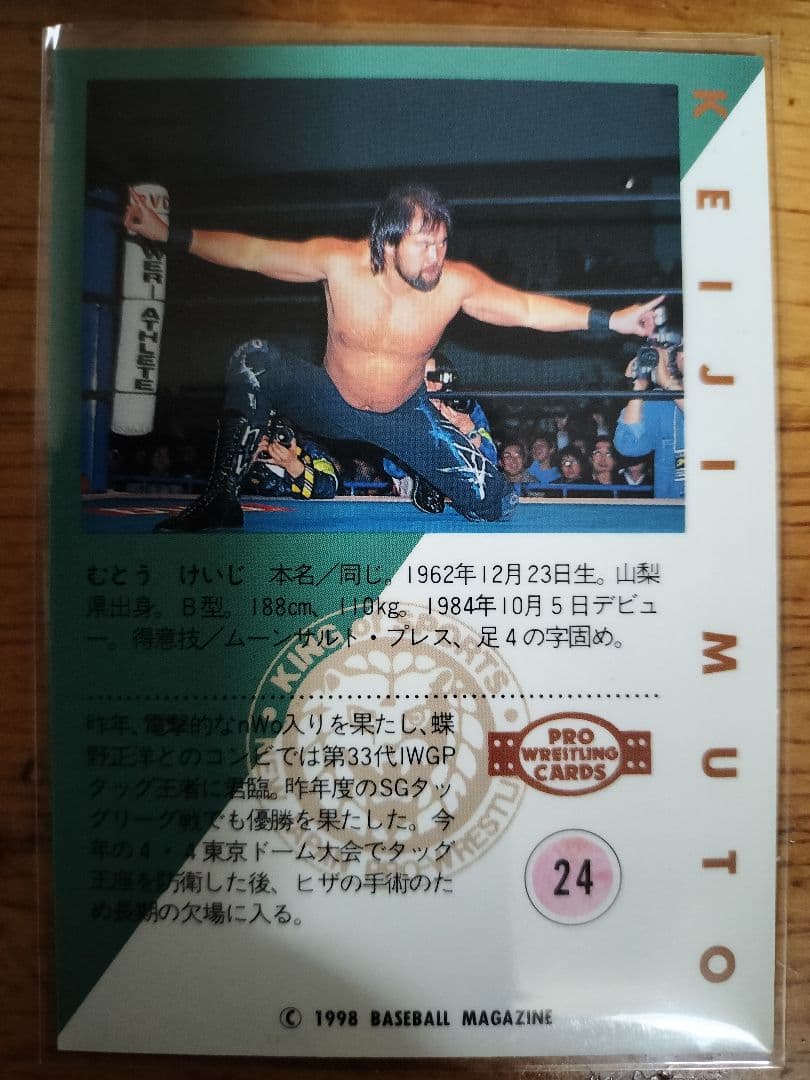 KEIJI MUTO
WER ATHLETE
むとう けいじ 本名/同じ。1962年12月23日生。山梨
県出身。B型。188cm、110kg。1984年10月5日デビュ
ー。得意技/ムーンサルト・プレス、足4の字固め。
KING OF SPORTS
昨年、電撃的なnWo入りを果たし、蝶
野正洋とのコンビでは第33代IWGP
タッグ王者に君臨。昨年度のSGタッ
グリーグ戦でも優勝を果たした。今
年の4・4東京ドーム大会でタッグ
王座を防衛した後、ヒザの手術のた
め長期の欠場に入る。
PRO
WRESTLING
CARDS
24
© 1998 BASEBALL MAGAZINE